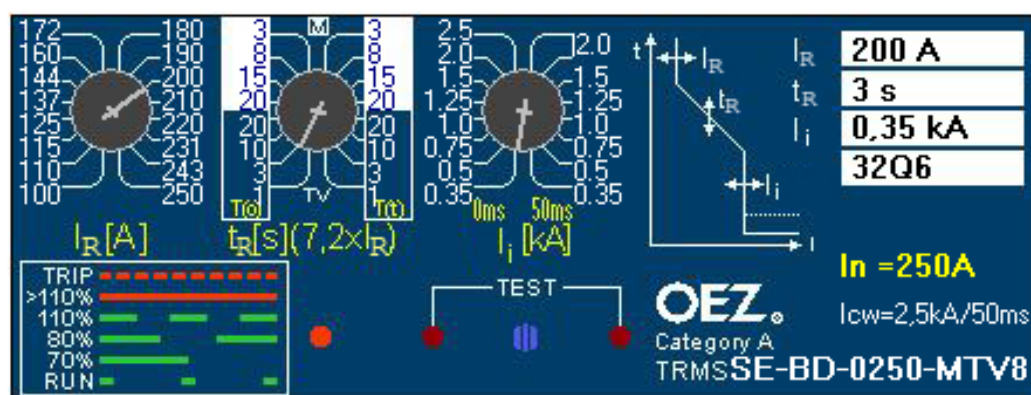 172 180
160 190
144 200
137 210
125 220
115 231
110 243
100 250
I_R[A]
M
3 3
8 8
15 15
20 20
20 20
10 10
3 3
1 1
TV
T(o) T(t)
t_R[s](7,2xI_R)
2.5 2.0
2.0 1.5
1.5 1.25
1.25 1.0
1.0 0.75
0.75 0.5
0.5 0.35
0.35
0ms 50ms
I_i [kA]
t
I_R
t_R
I_i
I
I_R 200 A
t_R 3 s
I_i 0,35 kA
32Q6
TRIP
>110%
110%
80%
70%
RUN
TEST
OEZ.
Category A
TRMS SE-BD-0250-MTV8
In =250A
Icw=2,5kA/50ms